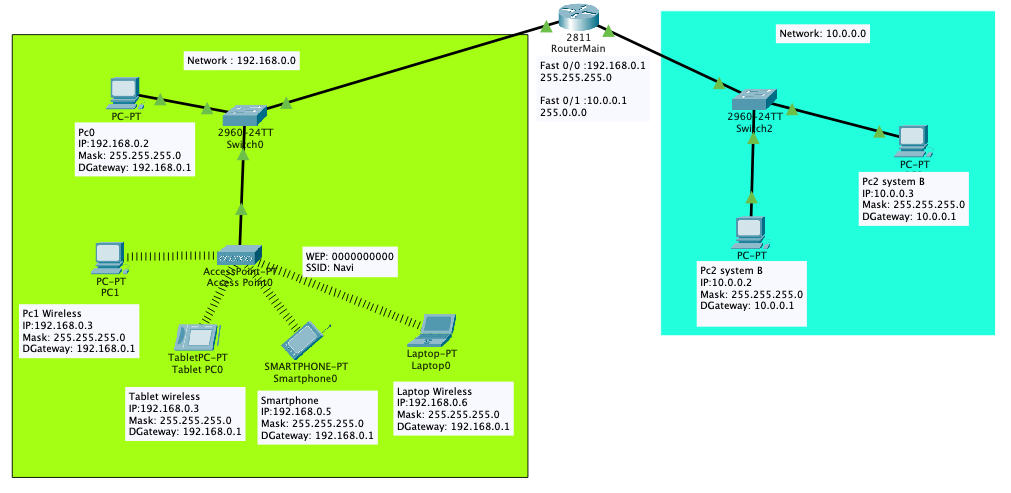 2811
RouterMain
Fast 0/0 :192.168.0.1
255.255.255.0
Fast 0/1 :10.0.0.1
255.0.0.0
Network : 192.168.0.0
PC-PT
Pc0
IP:192.168.0.2
Mask: 255.255.255.0
DGateway: 192.168.0.1
2960-24TT
Switch0
AccessPoint-PT
Access Point0
WEP: 0000000000
SSID: Navi
PC-PT
PC1
Pc1 Wireless
IP:192.168.0.3
Mask: 255.255.255.0
DGateway: 192.168.0.1
TabletPC-PT
Tablet PC0
Tablet wireless
IP:192.168.0.3
Mask: 255.255.255.0
DGateway: 192.168.0.1
SMARTPHONE-PT
Smartphone0
Smartphone
IP:192.168.0.5
Mask: 255.255.255.0
DGateway: 192.168.0.1
Laptop-PT
Laptop0
Laptop Wireless
IP:192.168.0.6
Mask: 255.255.255.0
DGateway: 192.168.0.1
Network: 10.0.0.0
2960-24TT
Switch2
PC-PT
Pc2 system B
IP:10.0.0.3
Mask: 255.255.255.0
DGateway: 10.0.0.1
PC-PT
Pc2 system B
IP:10.0.0.2
Mask: 255.255.255.0
DGateway: 10.0.0.1